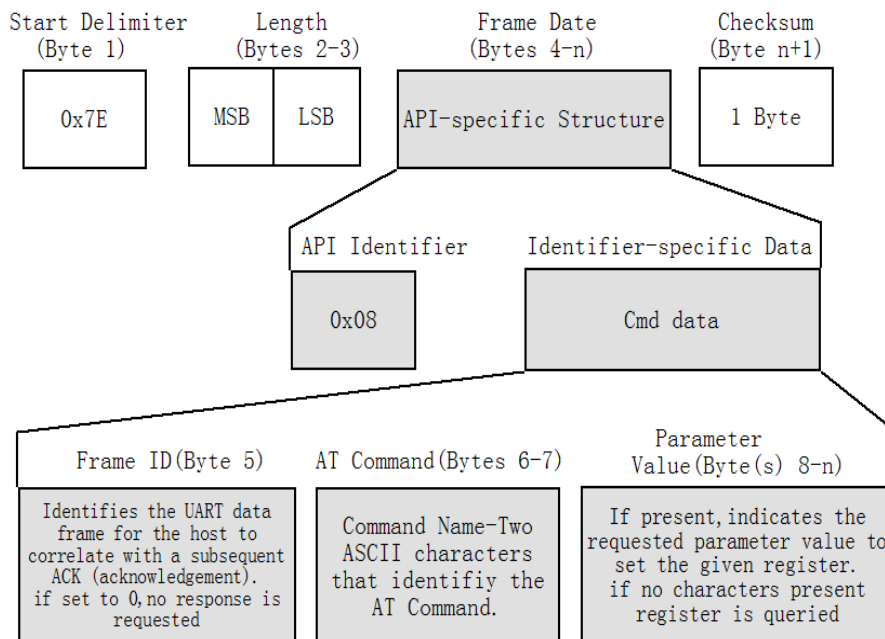 Start Delimiter
(Byte 1)
Length
(Bytes 2-3)
Frame Date
(Bytes 4-n)
Checksum
(Byte n+1)
0x7E
MSB
LSB
API-specific Structure
1 Byte
API Identifier
Identifier-specific Data
0x08
Cmd data
Frame ID(Byte 5)
AT Command(Bytes 6-7)
Parameter
Value(Byte(s) 8-n)
Identifies the UART data
frame for the host to
correlate with a subsequent
ACK (acknowledgement).
if set to 0,no response is
requested
Command Name-Two
ASCII characters
that identifiy the
AT Command.
If present,indicates the
requested parameter value to
set the given register.
if no characters present
register is queried